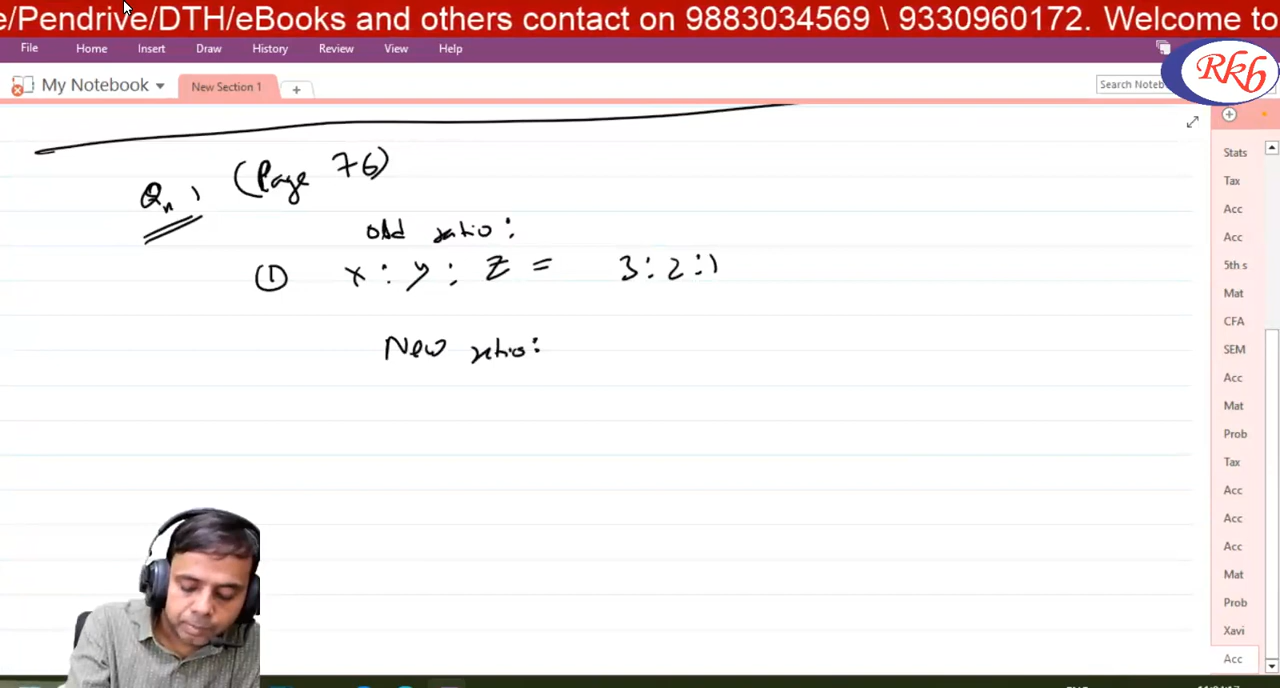 e/Pendrive/DTH/eBooks and others contact on 9883034569 \ 9330960172. Welcome to
File Home Insert Draw History Review View Help
Rkb
My Notebook New Section 1 + Search Noteb
Qn 1 (Page 76)
Old ratio:
① x : y : z = 3 : 2 : 1
New ratio:
Stats
Tax
Acc
Acc
5th s
Mat
CFA
SEM
Acc
Mat
Prob
Tax
Acc
Acc
Acc
Mat
Prob
Xavi
Acc